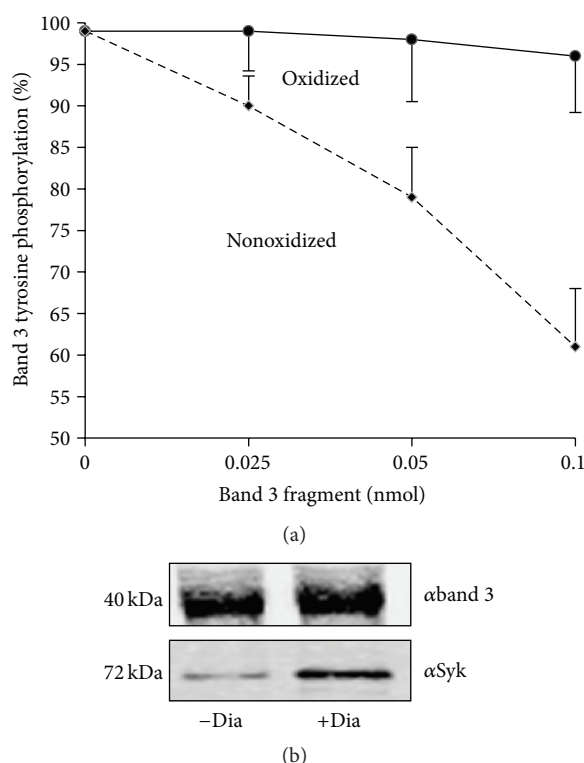 100
95
90
85
80
75
70
65
60
55
50
Band 3 tyrosine phosphorylation (%)
Oxidized
Nonoxidized
0 0.025 0.05 0.1
Band 3 fragment (nmol)
(a)
40 kDa αband 3
72 kDa αSyk
−Dia +Dia
(b)